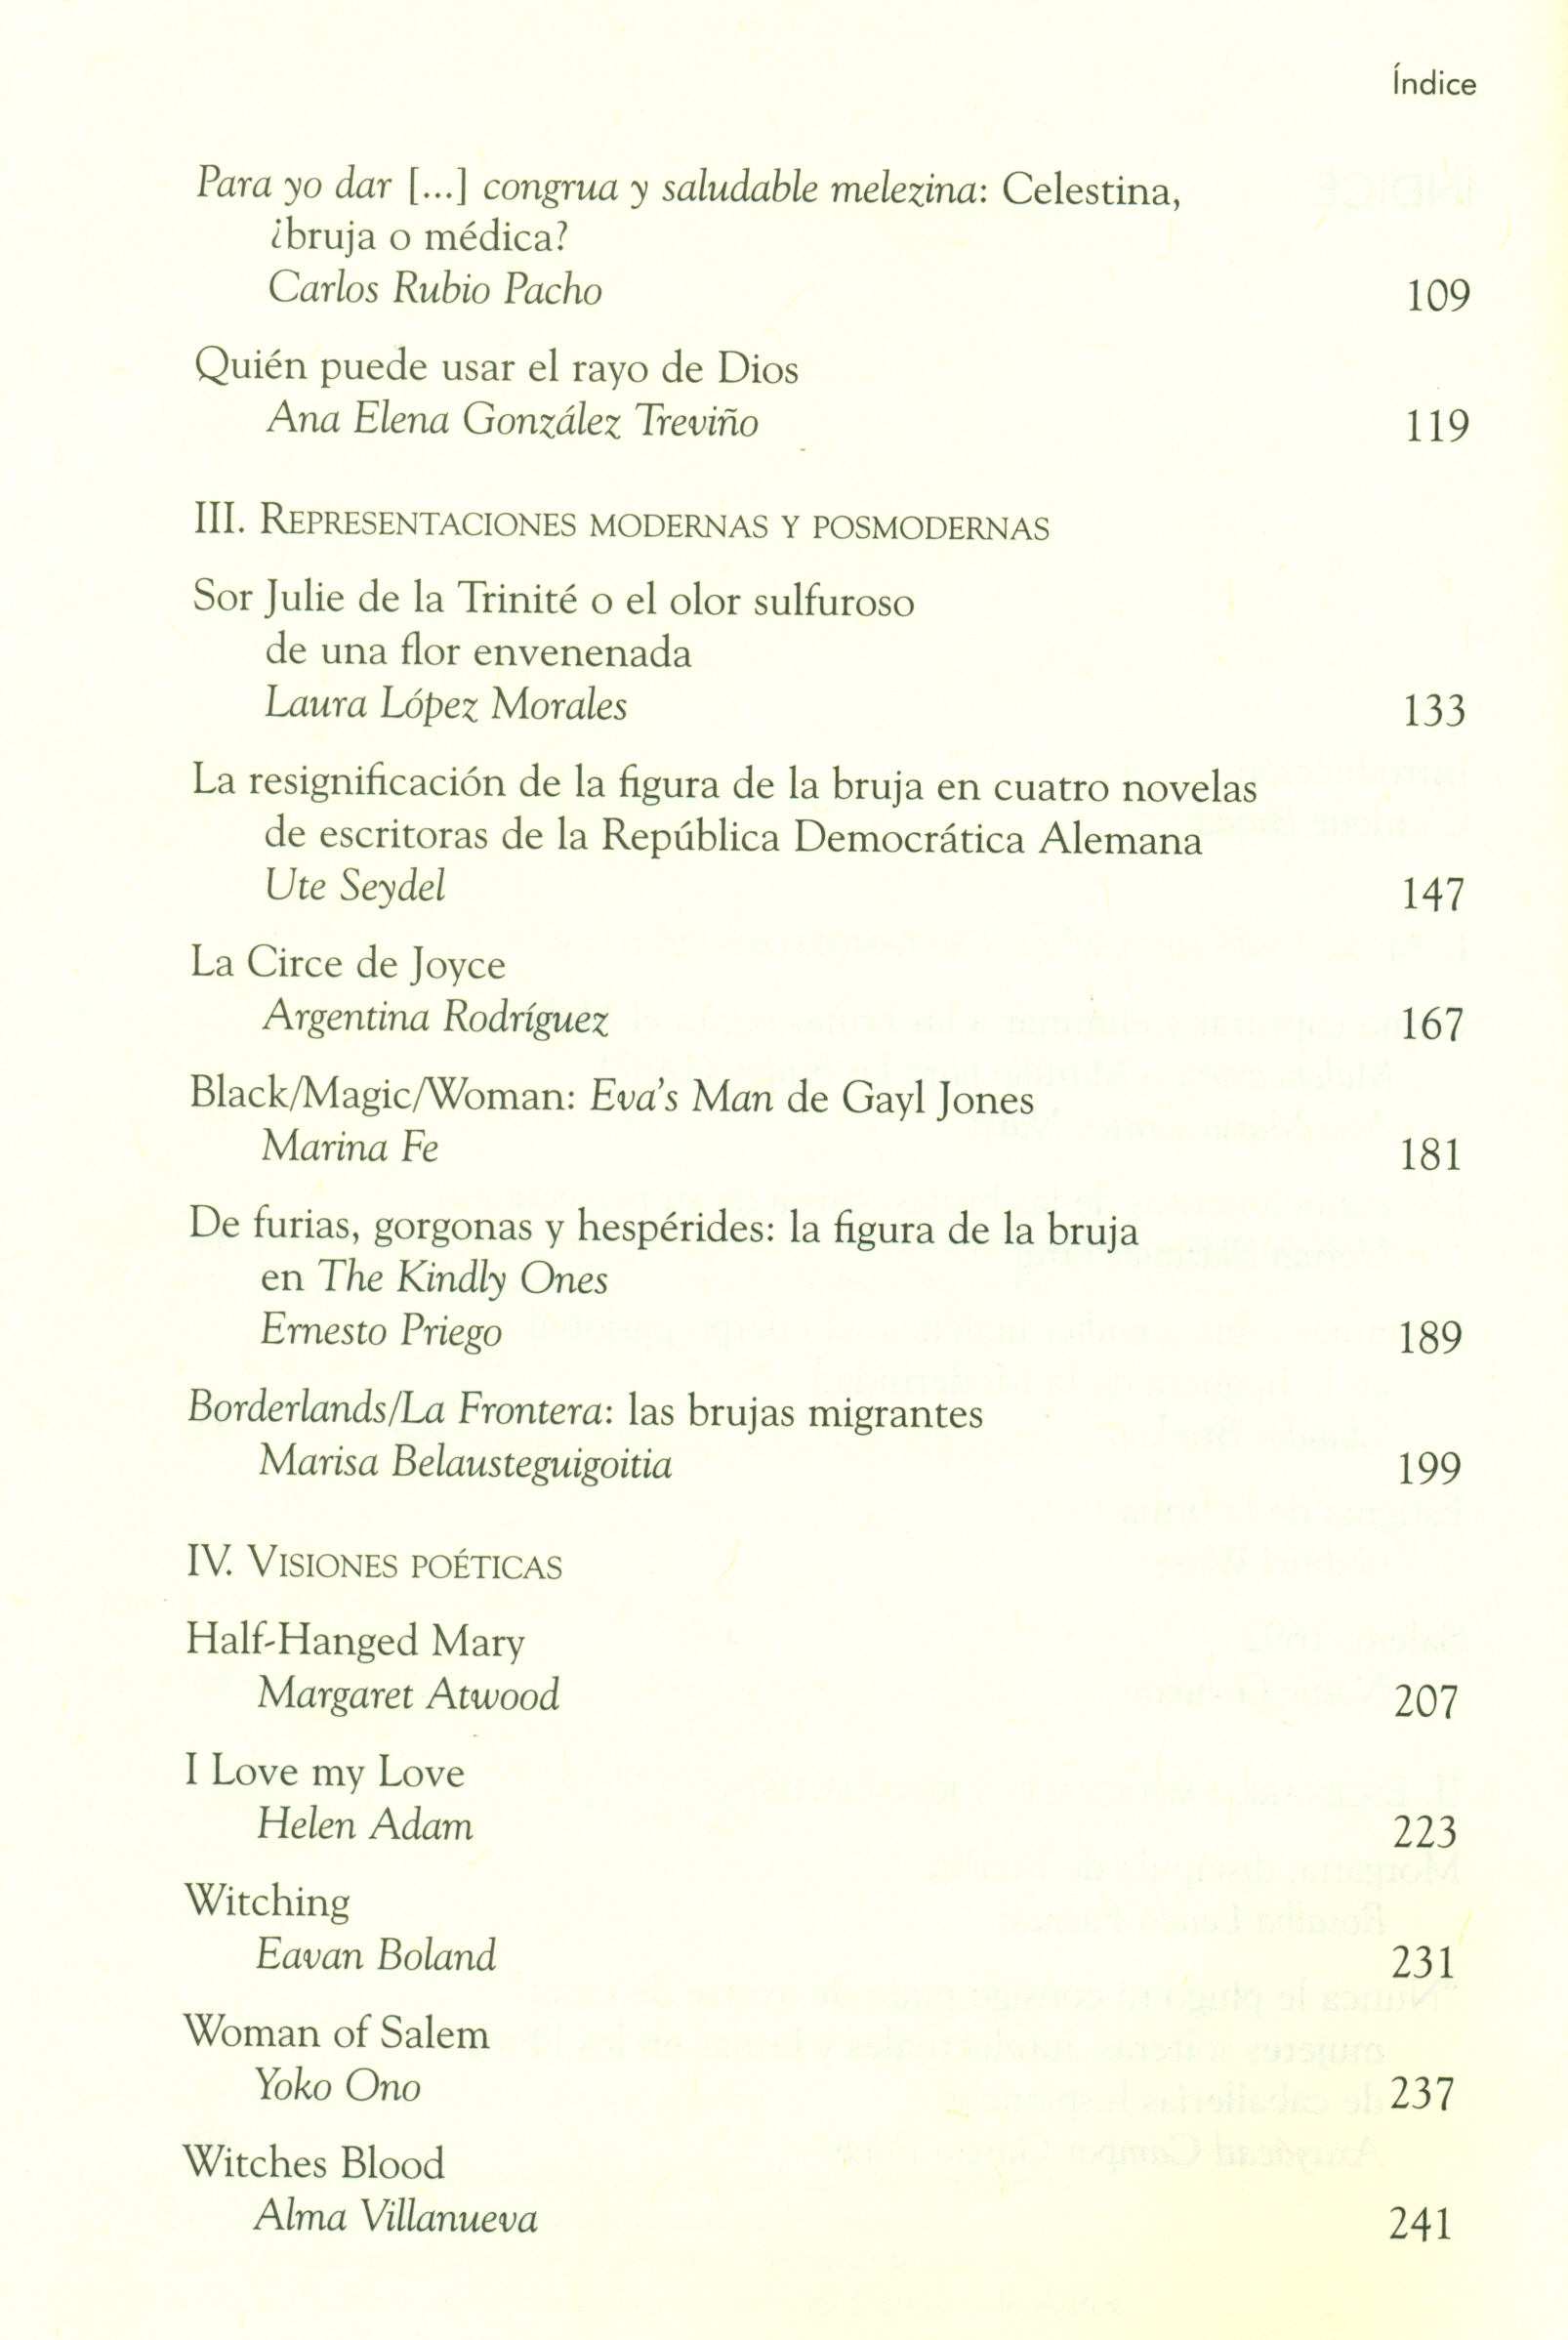 Índice
Para yo dar [...] congrua y saludable melezina: Celestina,
¿bruja o médica?
Carlos Rubio Pacho 109
Quién puede usar el rayo de Dios
Ana Elena González Treviño 119
III. REPRESENTACIONES MODERNAS Y POSMODERNAS
Sor Julie de la Trinité o el olor sulfuroso
de una flor envenenada
Laura López Morales 133
La resignificación de la figura de la bruja en cuatro novelas
de escritoras de la República Democrática Alemana
Ute Seydel 147
La Circe de Joyce
Argentina Rodríguez 167
Black/Magic/Woman: Eva's Man de Gayl Jones
Marina Fe 181
De furias, gorgonas y hespérides: la figura de la bruja
en The Kindly Ones
Ernesto Priego 189
Borderlands/La Frontera: las brujas migrantes
Marisa Belausteguigoitia 199
IV. VISIONES POÉTICAS
Half-Hanged Mary
Margaret Atwood 207
I Love my Love
Helen Adam 223
Witching
Eavan Boland 231
Woman of Salem
Yoko Ono 237
Witches Blood
Alma Villanueva 241